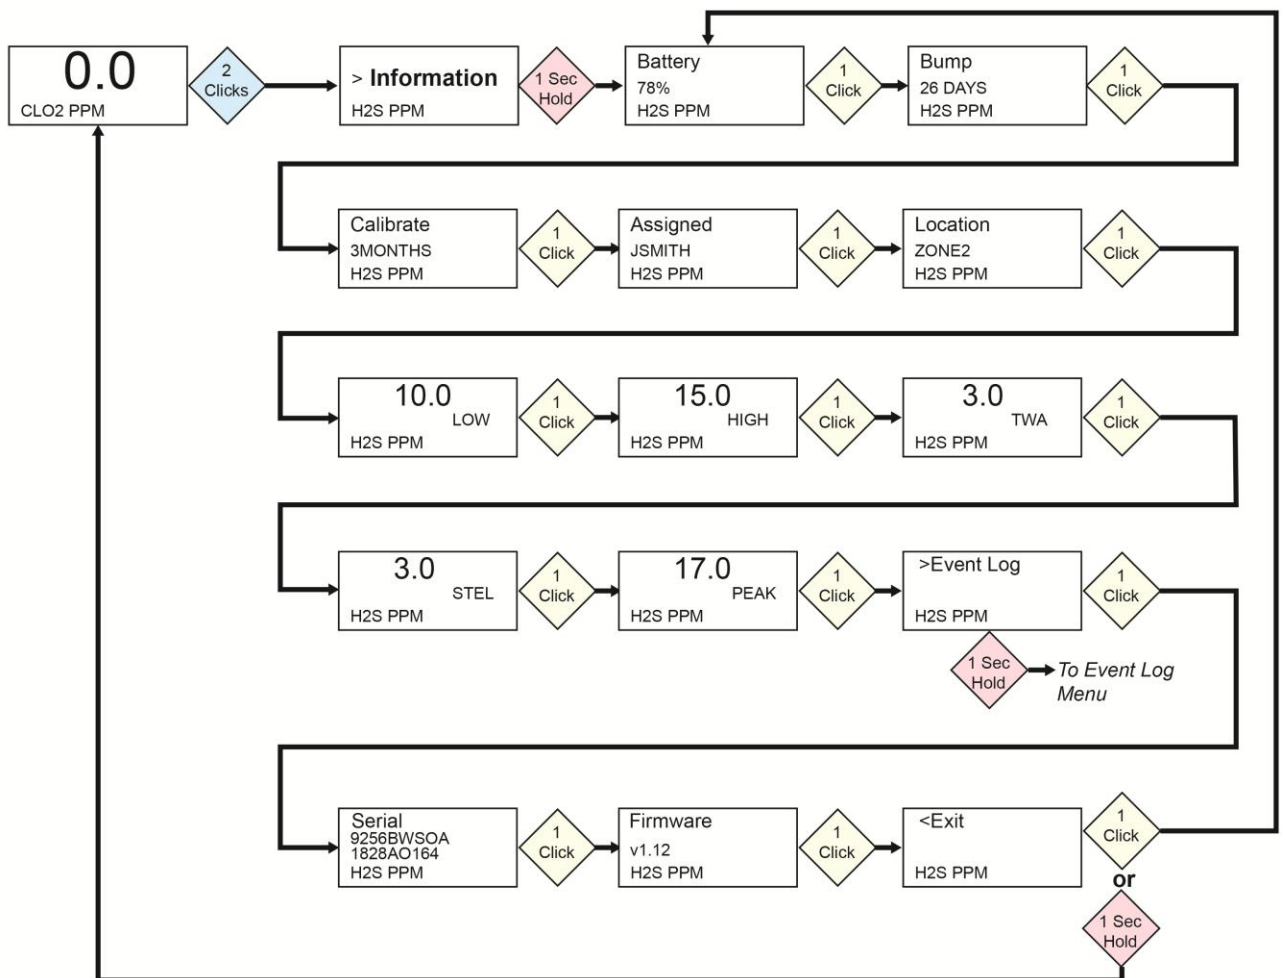 0.0
CLO2 PPM
2
Clicks
> Information
H2S PPM
1 Sec
Hold
Battery
78%
H2S PPM
1
Click
Bump
26 DAYS
H2S PPM
1
Click
Calibrate
3MONTHS
H2S PPM
1
Click
Assigned
JSMITH
H2S PPM
1
Click
Location
ZONE2
H2S PPM
1
Click
10.0
LOW
H2S PPM
1
Click
15.0
HIGH
H2S PPM
1
Click
3.0
TWA
H2S PPM
1
Click
3.0
STEL
H2S PPM
1
Click
17.0
PEAK
H2S PPM
1
Click
>Event Log
H2S PPM
1
Click
1 Sec
Hold
To Event Log
Menu
Serial
9256BWSOA
1828AO164
H2S PPM
1
Click
Firmware
v1.12
H2S PPM
1
Click
<Exit
H2S PPM
1
Click
or
1 Sec
Hold